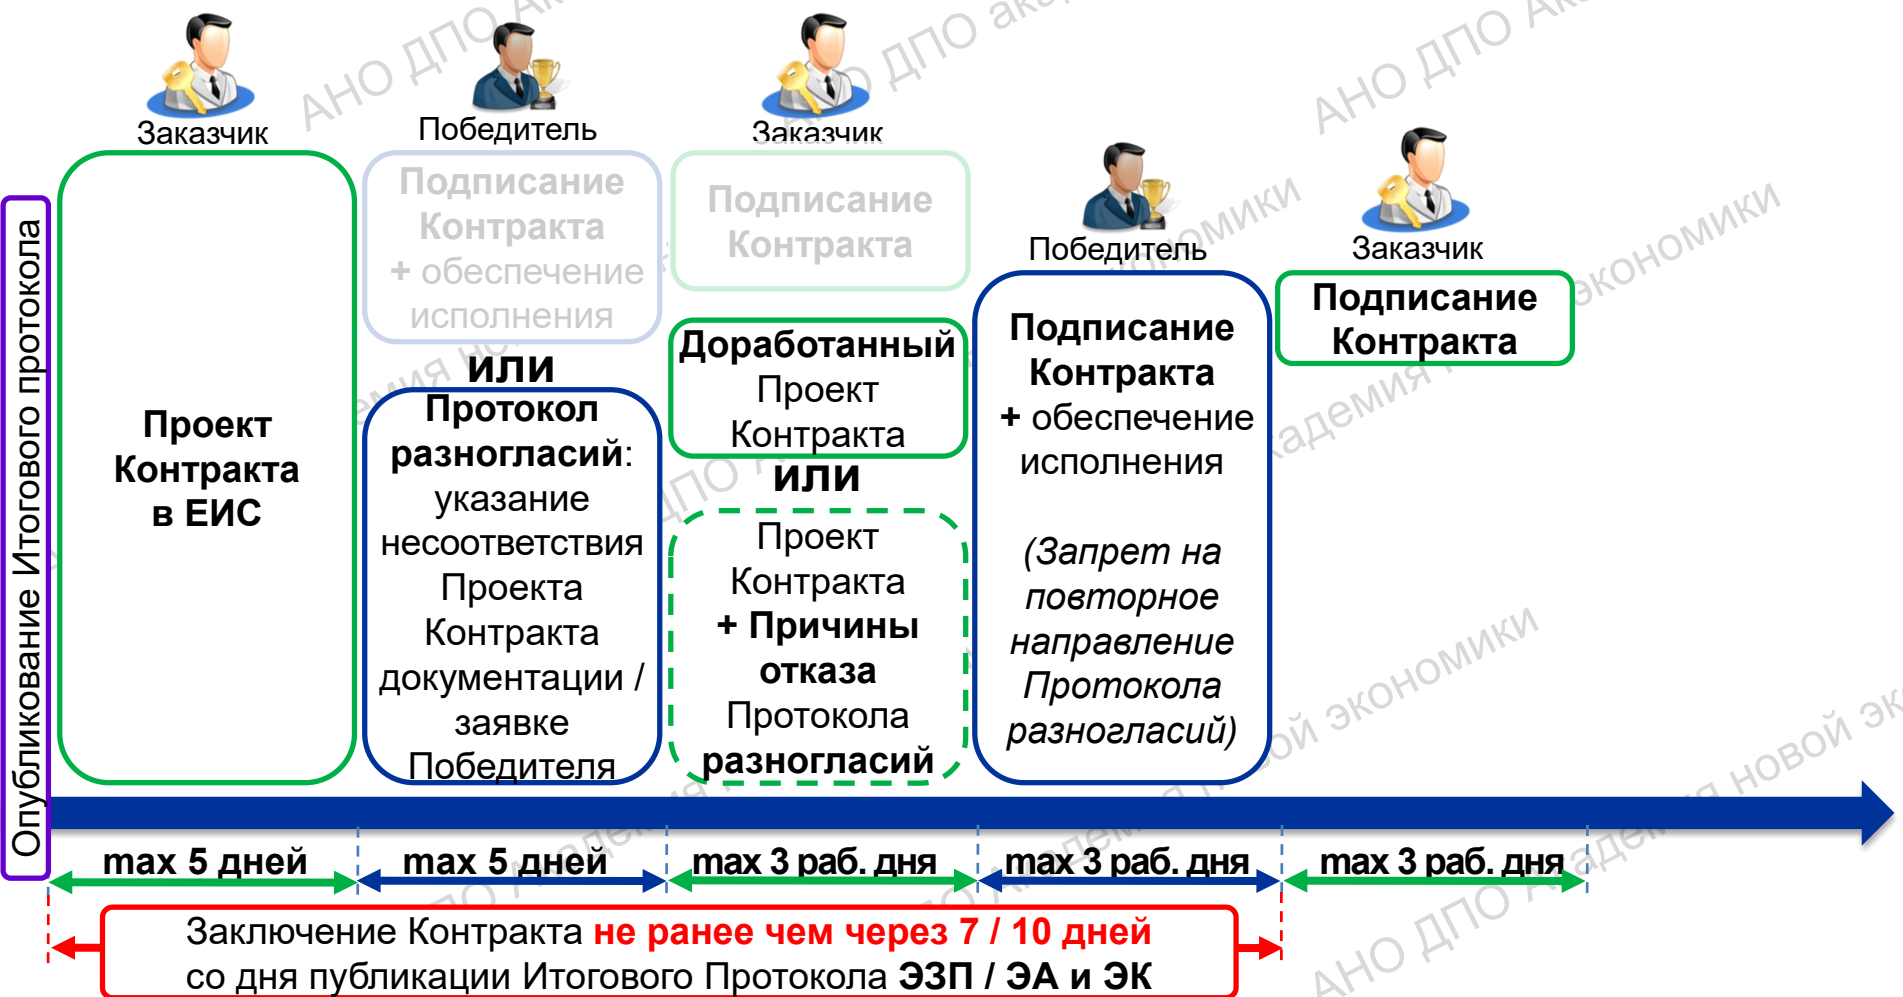 Опубликование Итогового протокола
Заказчик
Проект
Контракта
в ЕИС
Победитель
Подписание
Контракта
+ обеспечение
исполнения
или
Протокол
разногласий:
указание
несоответствия
Проекта
Контракта
документации /
заявке
Победителя
Заказчик
Подписание
Контракта
Доработанный
Проект
Контракта
или
Проект
Контракта
+ Причины
отказа
Протокола
разногласий
Победитель
Подписание
Контракта
+ обеспечение
исполнения
(Запрет на
повторное
направление
Протокола
разногласий)
Заказчик
Подписание
Контракта
max 5 дней
max 5 дней
max 3 раб. дня
max 3 раб. дня
max 3 раб. дня
Заключение Контракта не ранее чем через 7 / 10 дней
со дня публикации Итогового Протокола ЭЗП / ЭА и ЭК